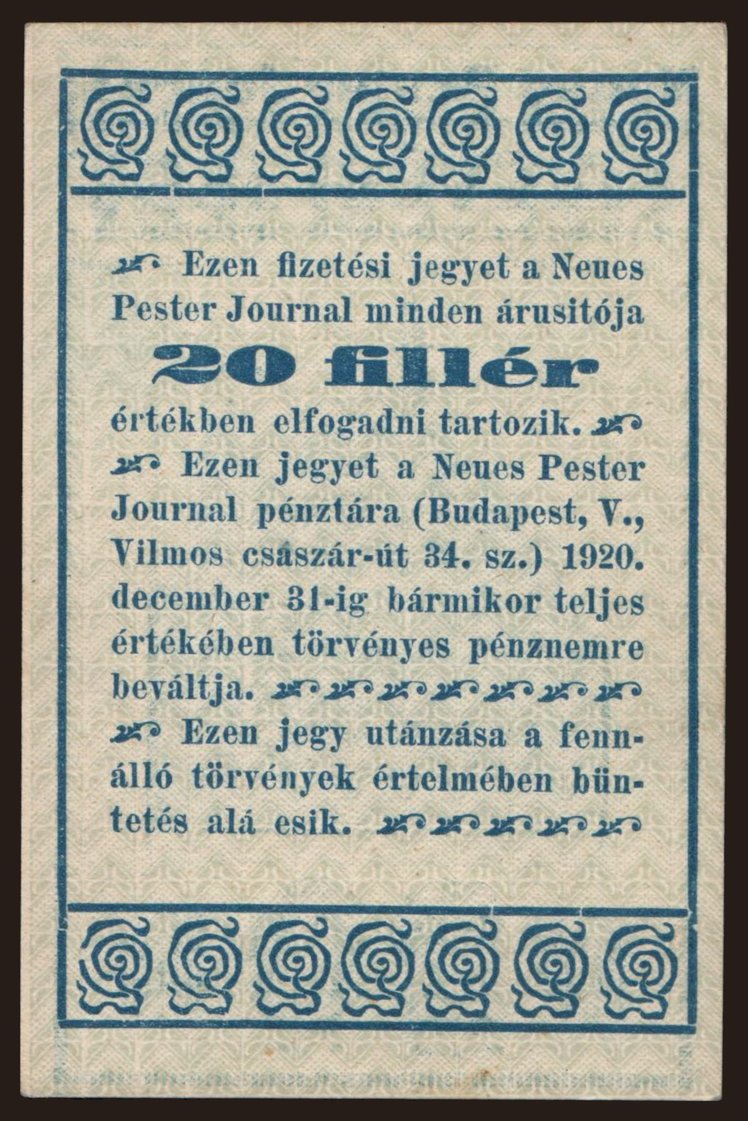 Ezen fizetési jegyet a Neues
Pester Journal minden árusitója
20 fillér
értékben elfogadni tartozik.
Ezen jegyet a Neues Pester
Journal pénztára (Budapest, V.,
Vilmos császár-út 34. sz.) 1920.
december 31-ig bármikor teljes
értékében törvényes pénznemre
beváltja.
Ezen jegy utánzása a fenn-
álló törvények értelmében bün-
tetés alá esik.